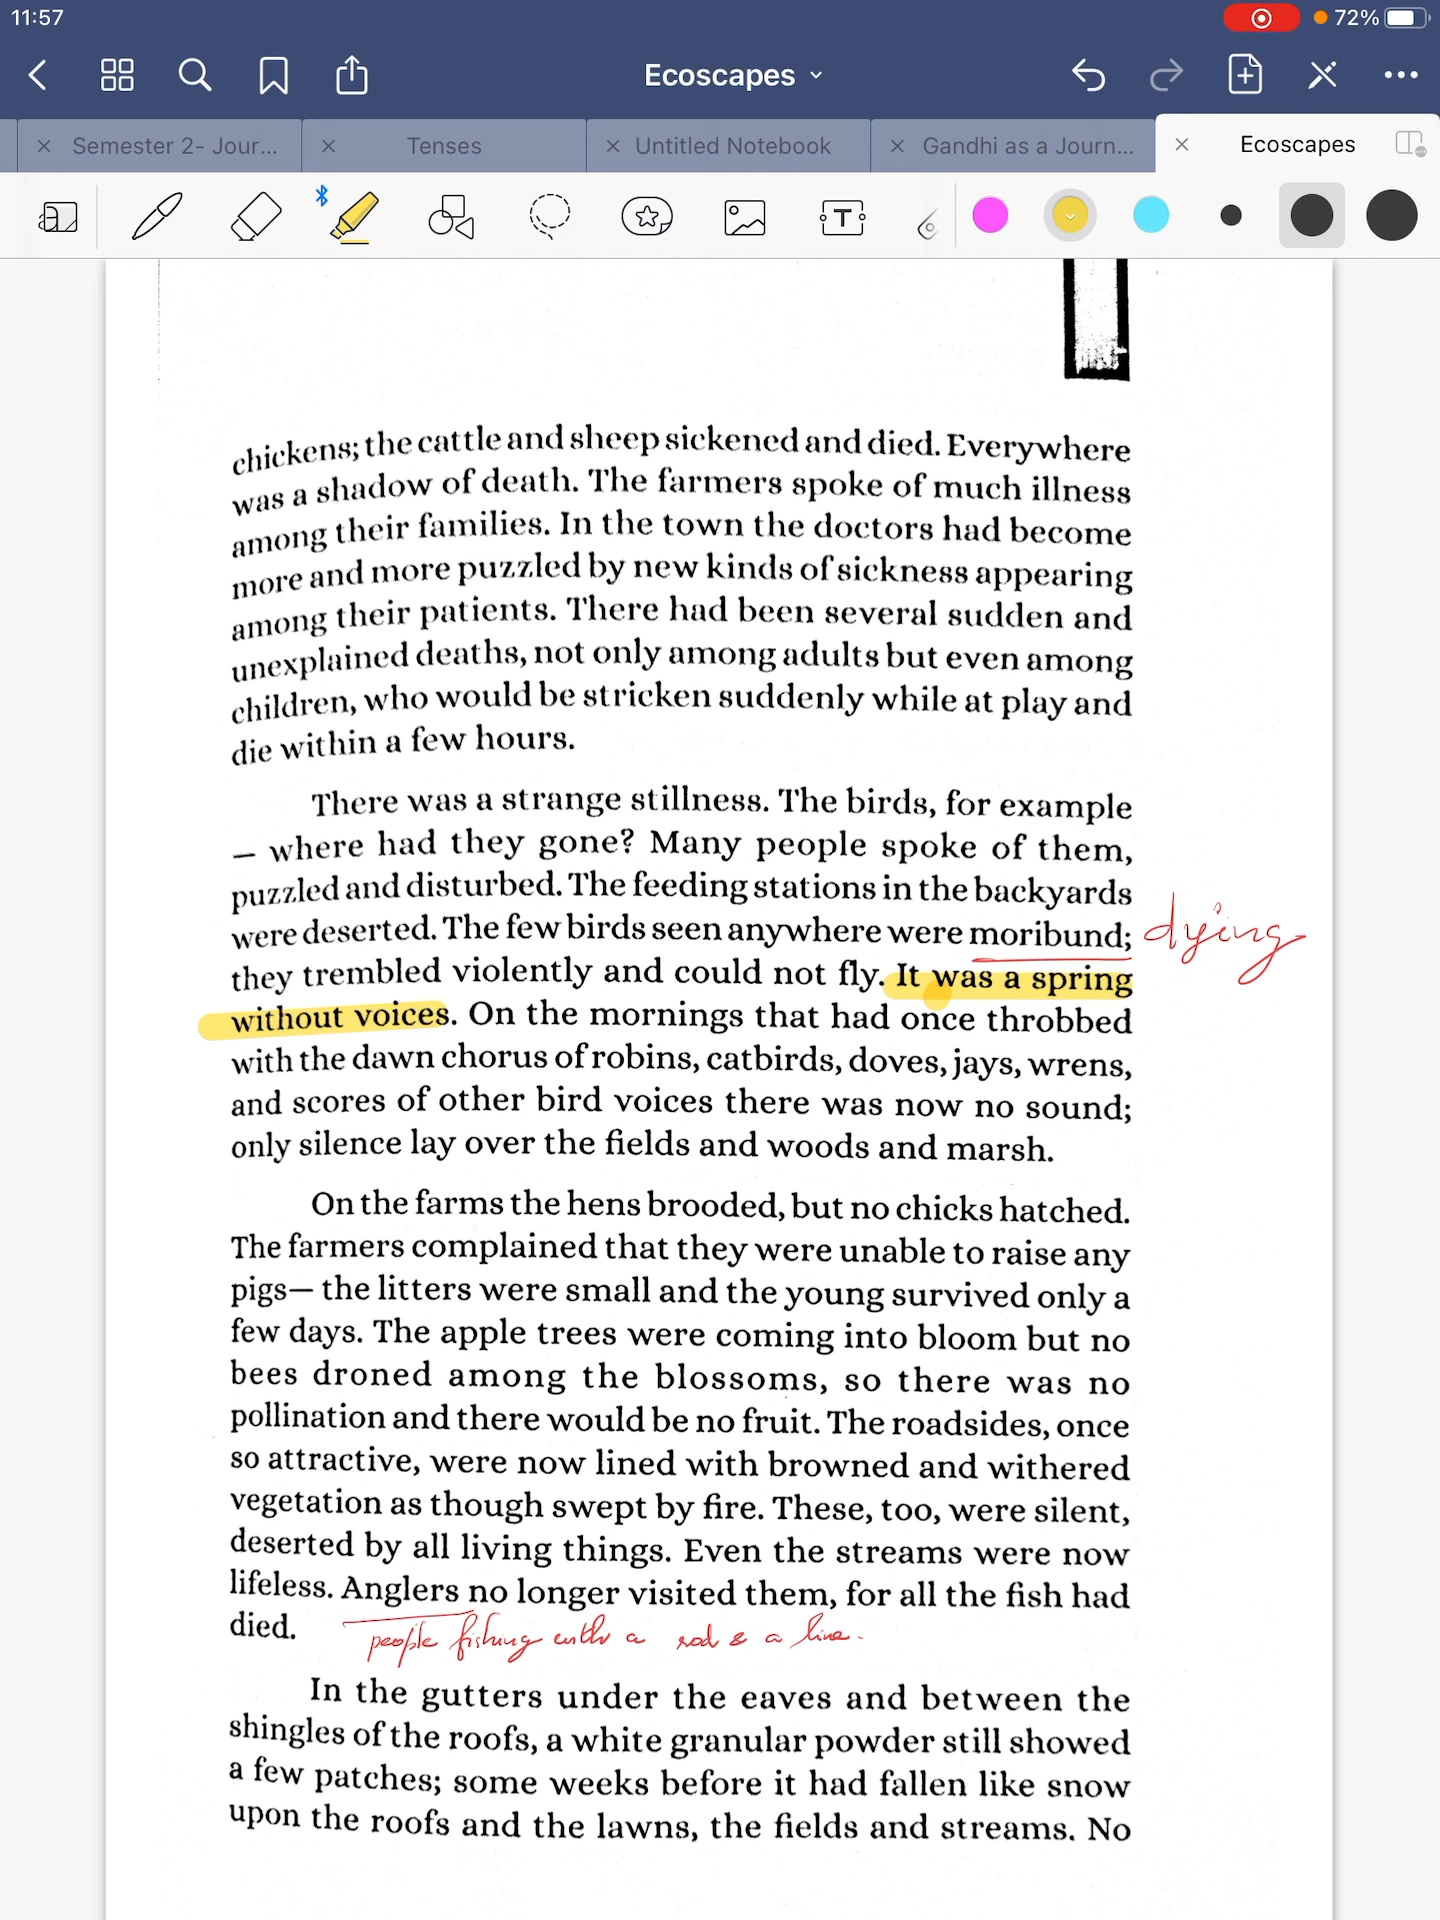 11:57
72%
Ecoscapes
Semester 2- Jour...
Tenses
Untitled Notebook
Gandhi as a Journ...
Ecoscapes
chickens; the cattle and sheep sickened and died. Everywhere
was a shadow of death. The farmers spoke of much illness
among their families. In the town the doctors had become
more and more puzzled by new kinds of sickness appearing
among their patients. There had been several sudden and
unexplained deaths, not only among adults but even among
children, who would be stricken suddenly while at play and
die within a few hours.
There was a strange stillness. The birds, for example
— where had they gone? Many people spoke of them,
puzzled and disturbed. The feeding stations in the backyards
were deserted. The few birds seen anywhere were moribund; dying
they trembled violently and could not fly. It was a spring
without voices. On the mornings that had once throbbed
with the dawn chorus of robins, catbirds, doves, jays, wrens,
and scores of other bird voices there was now no sound;
only silence lay over the fields and woods and marsh.
On the farms the hens brooded, but no chicks hatched.
The farmers complained that they were unable to raise any
pigs— the litters were small and the young survived only a
few days. The apple trees were coming into bloom but no
bees droned among the blossoms, so there was no
pollination and there would be no fruit. The roadsides, once
so attractive, were now lined with browned and withered
vegetation as though swept by fire. These, too, were silent,
deserted by all living things. Even the streams were now
lifeless. Anglers no longer visited them, for all the fish had
died.
people fishing with a rod & a line.
In the gutters under the eaves and between the
shingles of the roofs, a white granular powder still showed
a few patches; some weeks before it had fallen like snow
upon the roofs and the lawns, the fields and streams. No